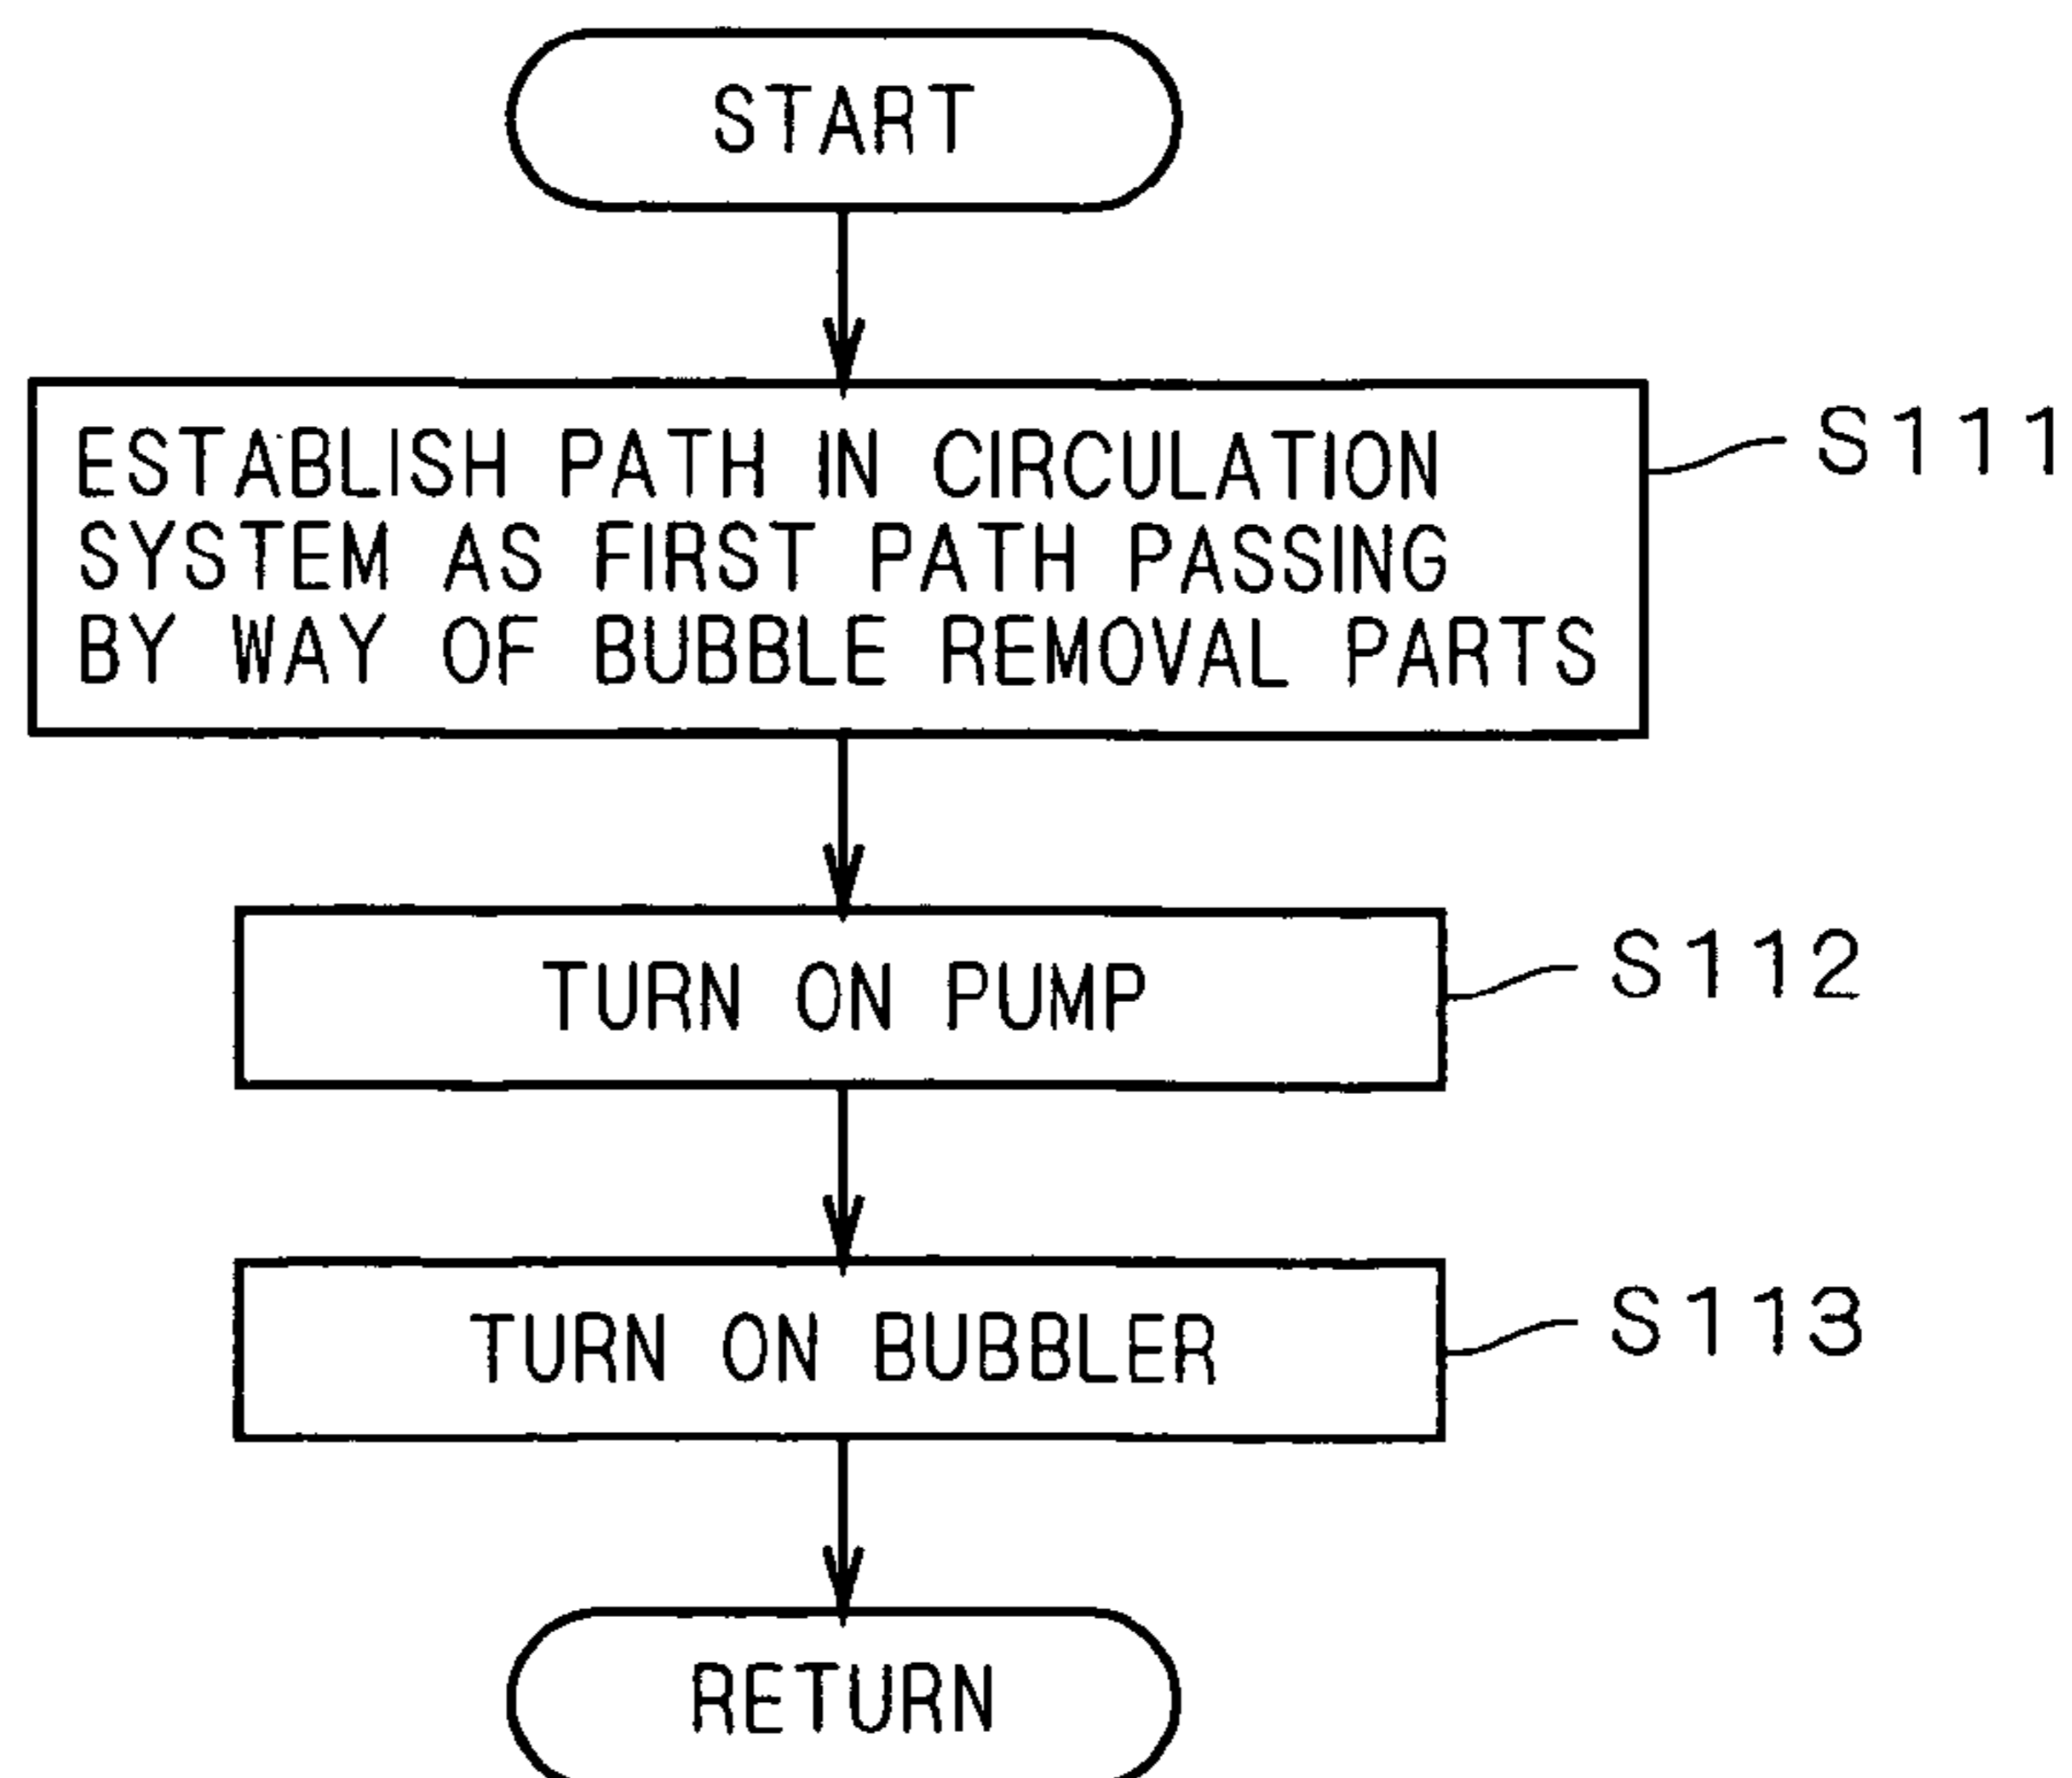 START
ESTABLISH PATH IN CIRCULATION
SYSTEM AS FIRST PATH PASSING
BY WAY OF BUBBLE REMOVAL PARTS
S111
TURN ON PUMP
S112
TURN ON BUBBLER
S113
RETURN